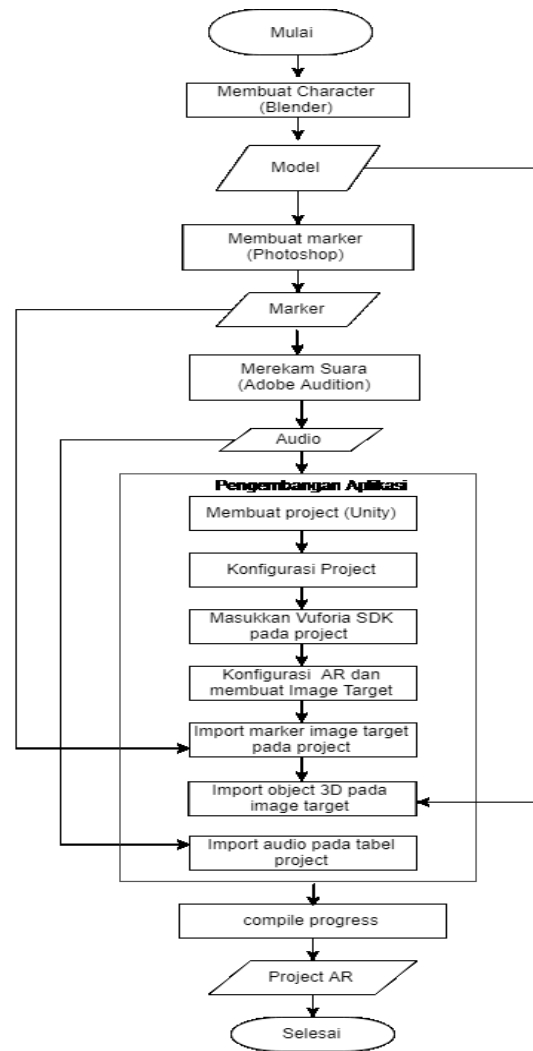 Mulai
Membuat Character
(Blender)
Model
Membuat marker
(Photoshop)
Marker
Merekam Suara
(Adobe Audition)
Audio
Pengembangan Aplikasi
Membuat project (Unity)
Konfigurasi Project
Masukkan Vuforia SDK
pada project
Konfigurasi AR dan
membuat Image Target
Import marker image target
pada project
Import object 3D pada
image target
Import audio pada tabel
project
compile progress
Project AR
Selesai